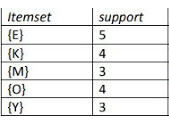 Itemset support
{E} 5
{K} 4
{M} 3
{O} 4
{Y} 3